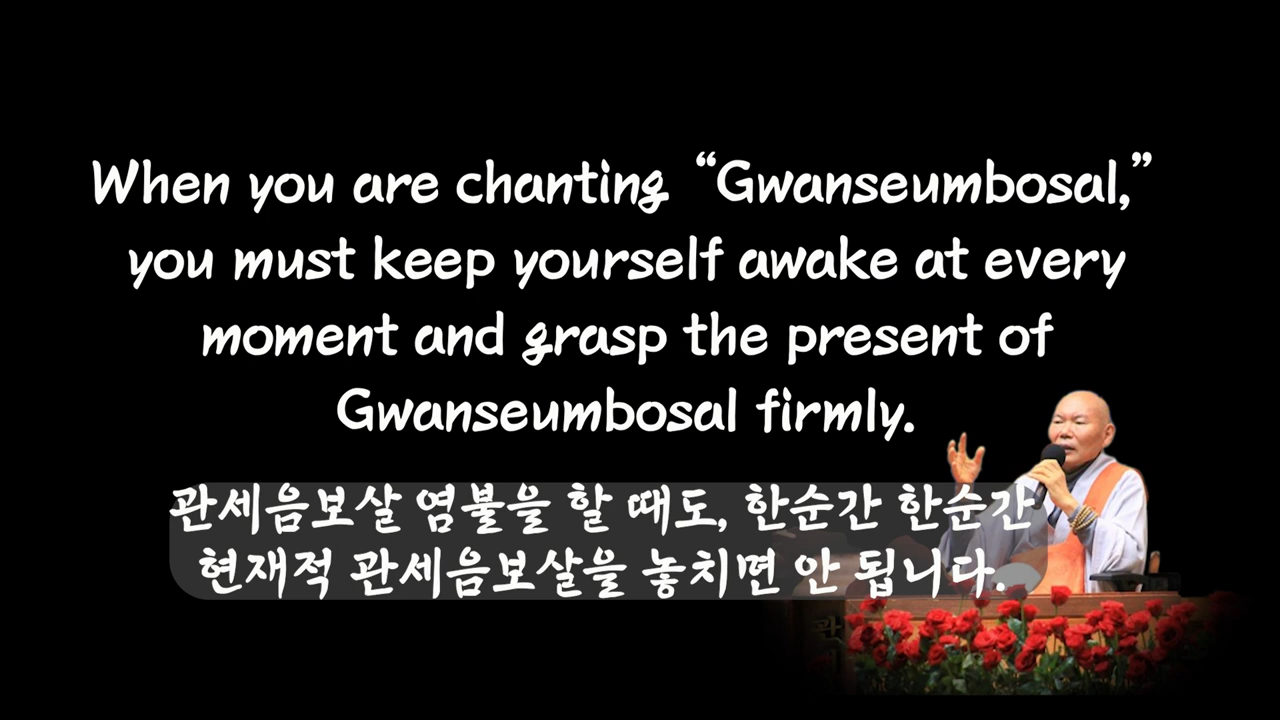 When you are chanting “Gwanseumbosal,”
you must keep yourself awake at every
moment and grasp the present of
Gwanseumbosal firmly.
관세음보살 염불을 할 때도, 한순간 한순간
현재적 관세음보살을 놓치면 안 됩니다.